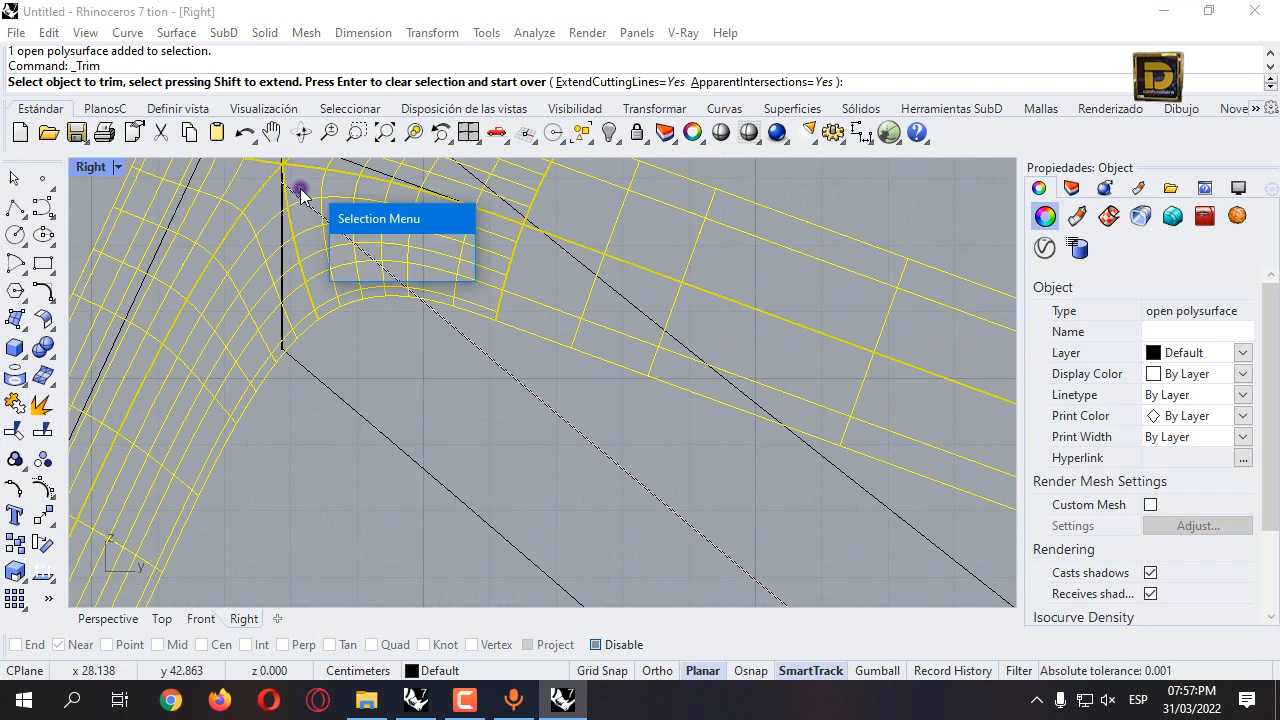 Untitled - Rhinoceros 7 tion - [Right]
File Edit View Curve Surface SubD Solid Mesh Dimension Transform Tools Analyze Render Panels V-Ray Help
1 open polysurface added to selection.
Command: _Trim
Select object to trim, select pressing Shift to extend. Press Enter to clear selection and start over ( ExtendCuttingLines=Yes ApparentIntersections=Yes ):
Estándar PlanosC Definir vista Visualización Seleccionar Disposición de las vistas Visibilidad Transformar Curvas Superficies Sólidos Herramientas SubD Mallas Renderizado Dibujo Nove
Right
Selection Menu
Propiedades: Object
Object
Type open polysurface
Name
Layer Default
Display Color By Layer
Linetype By Layer
Print Color By Layer
Print Width By Layer
Hyperlink ...
Render Mesh Settings
Custom Mesh
Settings Adjust...
Rendering
Casts shadows
Receives shad...
Isocurve Density
z
y
Perspective Top Front Right
End Near Point Mid Cen Int Perp Tan Quad Knot Vertex Project Disable
CPlane x 28.138 y 42.863 z 0.000 Centimeters Default Grid Snap Ortho Planar Osnap SmartTrack Gumball Record History Filter Absolute tolerance: 0.001
ESP
07:57:PM
31/03/2022